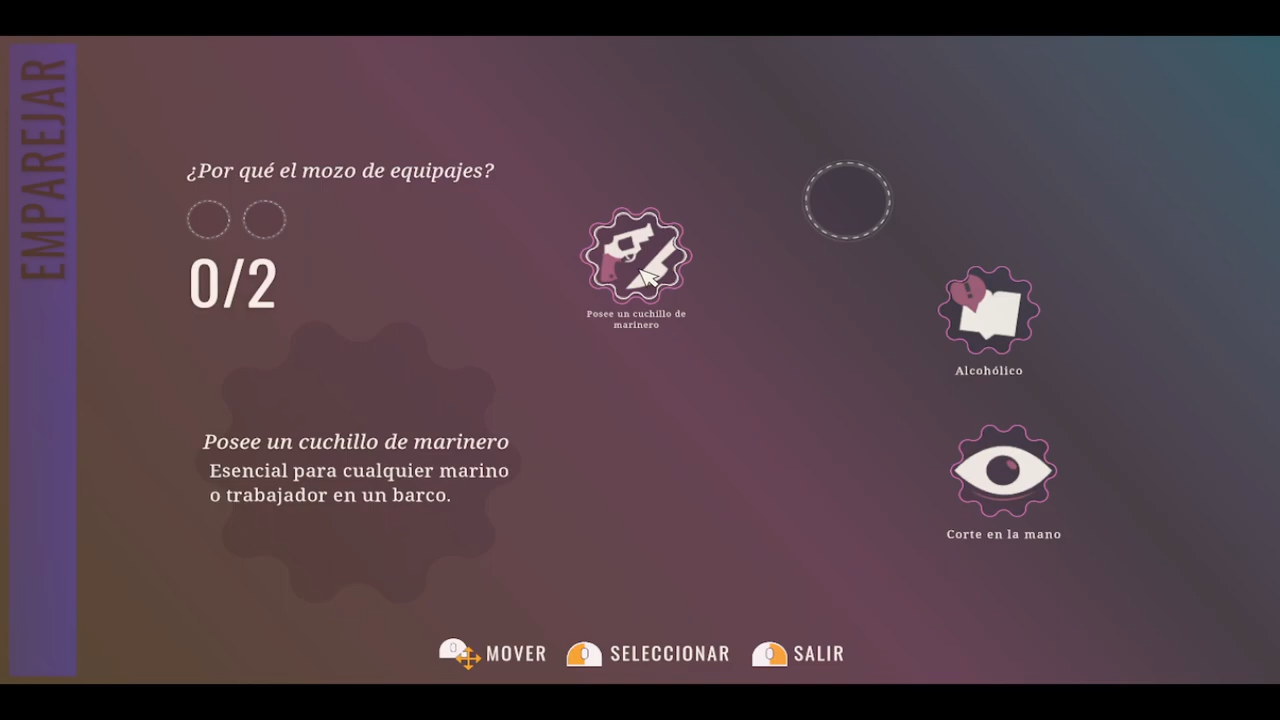 EMPAREJAR
¿Por qué el mozo de equipajes?
0/2
Posee un cuchillo de
marinero
Alcohólico
Posee un cuchillo de marinero
Esencial para cualquier marino
o trabajador en un barco.
Corte en la mano
MOVER SELECCIONAR SALIR